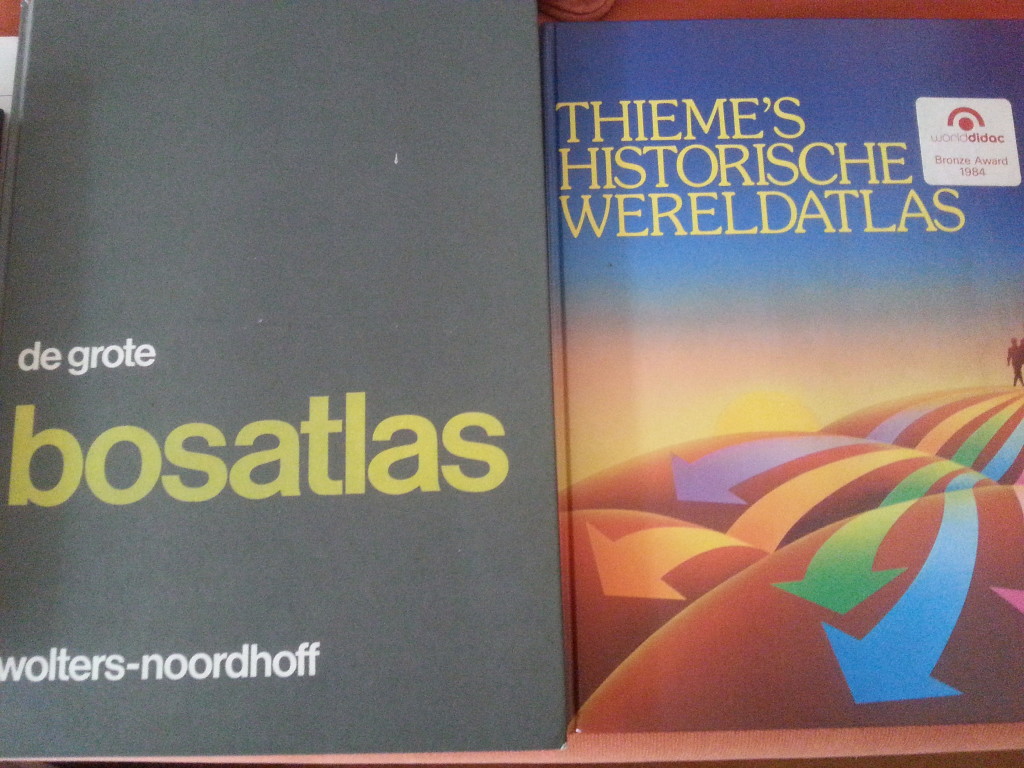 de grote
bosatlas
wolters-noordhoff
THIEME'S
HISTORISCHE
WERELDATLAS
worlddidac
Bronze Award
1984